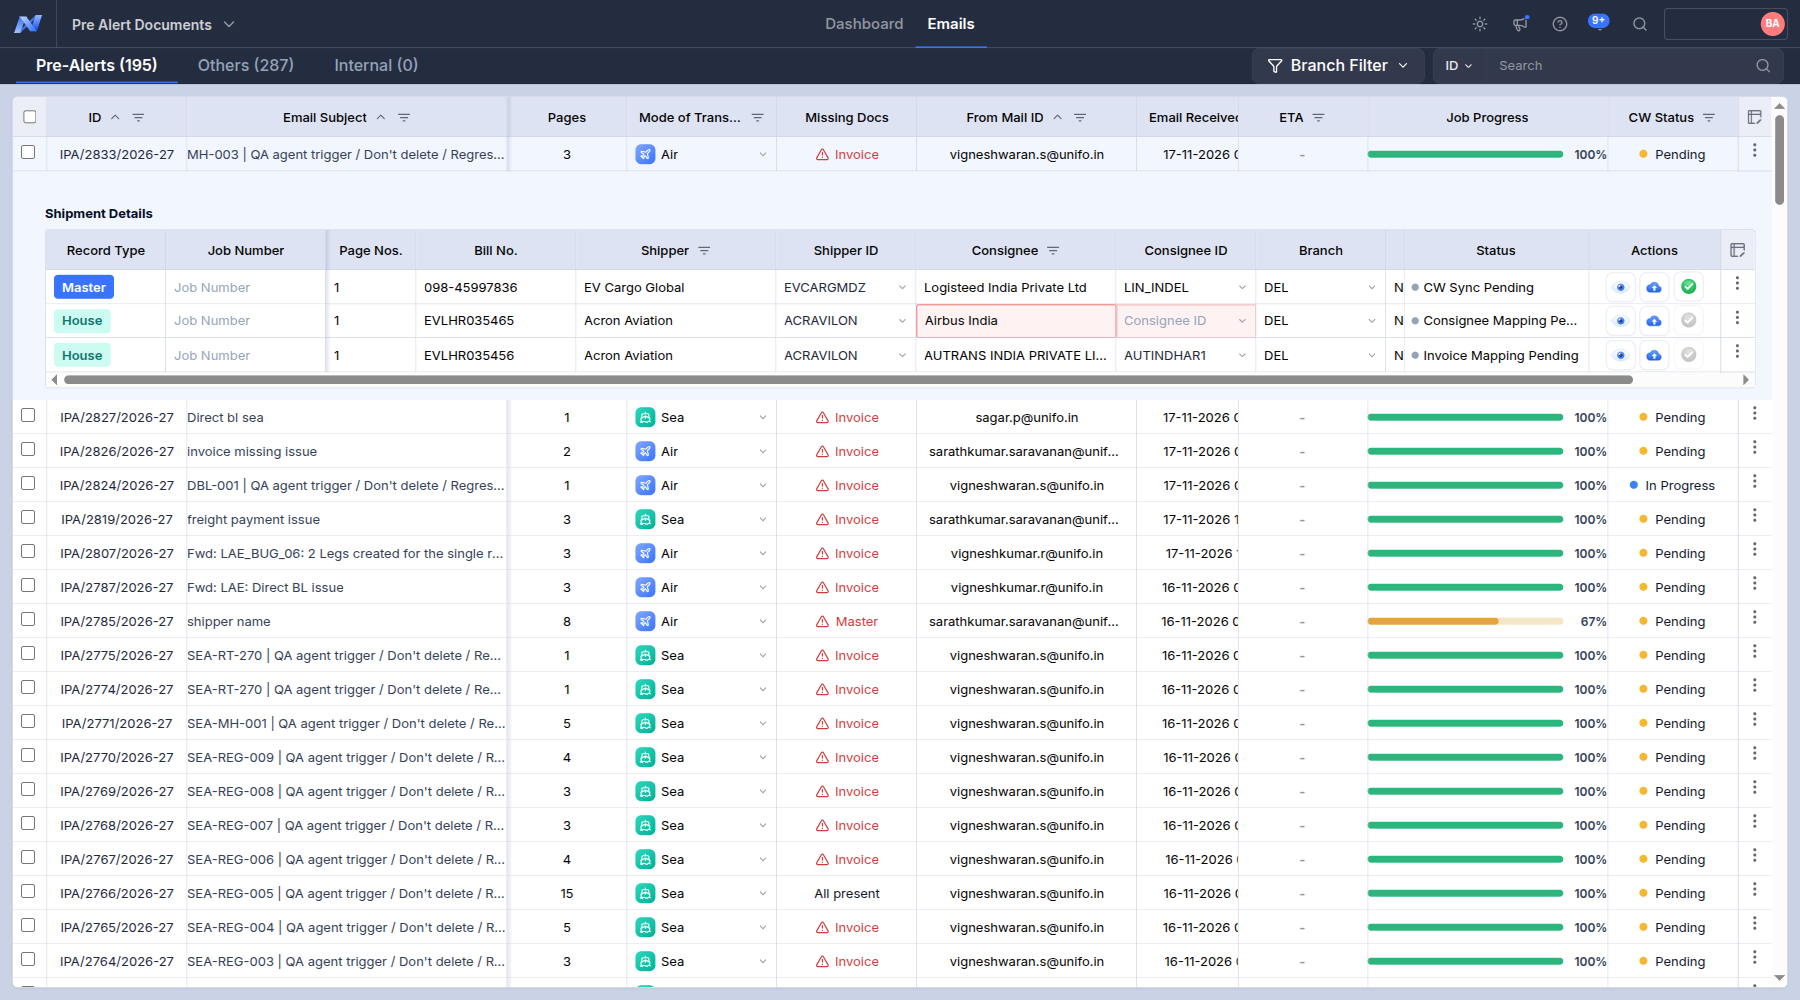 Pre Alert Documents Dashboard Emails 9+ BA
Pre-Alerts (195) Others (287) Internal (0) Branch Filter ID Search
ID Email Subject Pages Mode of Trans... Missing Docs From Mail ID Email Received ETA Job Progress CW Status
IPA/2833/2026-27 MH-003 | QA agent trigger / Don't delete / Regres... 3 Air Invoice vigneshwaran.s@unifo.in 17-11-2026 - 100% Pending
Shipment Details
Record Type Job Number Page Nos. Bill No. Shipper Shipper ID Consignee Consignee ID Branch Status Actions
Master Job Number 1 098-45997836 EV Cargo Global EVCARGMDZ Logisteed India Private Ltd LIN_INDEL DEL N CW Sync Pending
House Job Number 1 EVLHR035465 Acron Aviation ACRAVILON Airbus India Consignee ID DEL N Consignee Mapping Pe...
House Job Number 1 EVLHR035456 Acron Aviation ACRAVILON AUTRANS INDIA PRIVATE LI... AUTINDHAR1 DEL N Invoice Mapping Pending
IPA/2827/2026-27 Direct bl sea 1 Sea Invoice sagar.p@unifo.in 17-11-2026 - 100% Pending
IPA/2826/2026-27 invoice missing issue 2 Air Invoice sarathkumar.saravanan@unif... 17-11-2026 - 100% Pending
IPA/2824/2026-27 DBL-001 | QA agent trigger / Don't delete / Regres... 1 Air Invoice vigneshwaran.s@unifo.in 17-11-2026 - 100% In Progress
IPA/2819/2026-27 freight payment issue 3 Sea Invoice sarathkumar.saravanan@unif... 17-11-2026 - 100% Pending
IPA/2807/2026-27 Fwd: LAE_BUG_06: 2 Legs created for the single r... 3 Air Invoice vigneshkumar.r@unifo.in 17-11-2026 - 100% Pending
IPA/2787/2026-27 Fwd: LAE: Direct BL issue 3 Air Invoice vigneshkumar.r@unifo.in 16-11-2026 - 100% Pending
IPA/2785/2026-27 shipper name 8 Air Master sarathkumar.saravanan@unif... 16-11-2026 - 67% Pending
IPA/2775/2026-27 SEA-RT-270 | QA agent trigger / Don't delete / Re... 1 Sea Invoice vigneshwaran.s@unifo.in 16-11-2026 - 100% Pending
IPA/2774/2026-27 SEA-RT-270 | QA agent trigger / Don't delete / Re... 1 Sea Invoice vigneshwaran.s@unifo.in 16-11-2026 - 100% Pending
IPA/2771/2026-27 SEA-MH-001 | QA agent trigger / Don't delete / Re... 5 Sea Invoice vigneshwaran.s@unifo.in 16-11-2026 - 100% Pending
IPA/2770/2026-27 SEA-REG-009 | QA agent trigger / Don't delete / R... 4 Sea Invoice vigneshwaran.s@unifo.in 16-11-2026 - 100% Pending
IPA/2769/2026-27 SEA-REG-008 | QA agent trigger / Don't delete / R... 3 Sea Invoice vigneshwaran.s@unifo.in 16-11-2026 - 100% Pending
IPA/2768/2026-27 SEA-REG-007 | QA agent trigger / Don't delete / R... 3 Sea Invoice vigneshwaran.s@unifo.in 16-11-2026 - 100% Pending
IPA/2767/2026-27 SEA-REG-006 | QA agent trigger / Don't delete / R... 4 Sea Invoice vigneshwaran.s@unifo.in 16-11-2026 - 100% Pending
IPA/2766/2026-27 SEA-REG-005 | QA agent trigger / Don't delete / R... 15 Sea All present vigneshwaran.s@unifo.in 16-11-2026 - 100% Pending
IPA/2765/2026-27 SEA-REG-004 | QA agent trigger / Don't delete / R... 5 Sea Invoice vigneshwaran.s@unifo.in 16-11-2026 - 100% Pending
IPA/2764/2026-27 SEA-REG-003 | QA agent trigger / Don't delete / R... 3 Sea Invoice vigneshwaran.s@unifo.in 16-11-2026 - 100% Pending